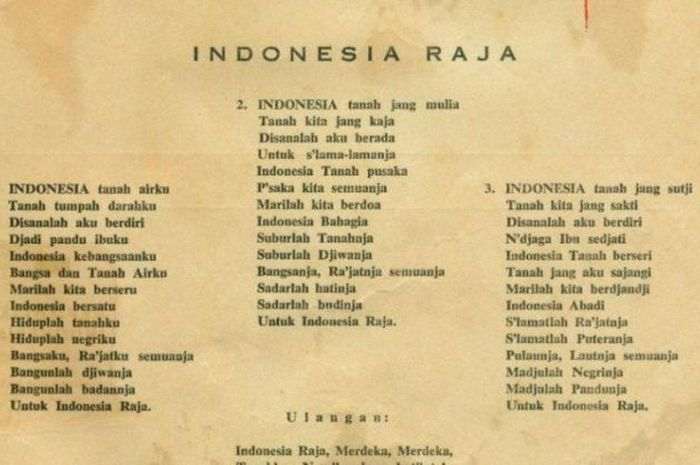 INDONESIA RAJA
INDONESIA tanah airku
Tanah tumpah darahku
Disanalah aku berdiri
Djadi pandu ibuku
Indonesia kebangsaanku
Bangsa dan Tanah Airku
Marilah kita berseru
Indonesia bersatu
Hiduplah tanahku
Hiduplah negriku
Bangsaku, Ra'jatku semuanja
Bangunlah djiwanja
Bangunlah badannja
Untuk Indonesia Raja.
2. INDONESIA tanah jang mulia
Tanah kita jang kaja
Disanalah aku berada
Untuk s'lama-lamanja
Indonesia Tanah pusaka
P'saka kita semuanja
Marilah kita berdoa
Indonesia Bahagia
Suburlah Tanahnja
Suburlah Djiwanja
Bangsanja, Ra'jatnja semuanja
Sadarlah hatinja
Sadarlah budinja
Untuk Indonesia Raja.
3. INDONESIA tanah jang sutji
Tanah kita jang sakti
Disanalah aku berdiri
N'djaga Ibu sedjati
Indonesia Tanah berseri
Tanah jang aku sajangi
Marilah kita berdjandji
Indonesia Abadi
S'lamatlah Ra'jatnja
S'lamatlah Puteranja
Pulaunja, Lautnja semuanja
Madjulah Negrinja
Madjulah Pandunja
Untuk Indonesia Raja.
Ulangan:
Indonesia Raja, Merdeka, Merdeka,